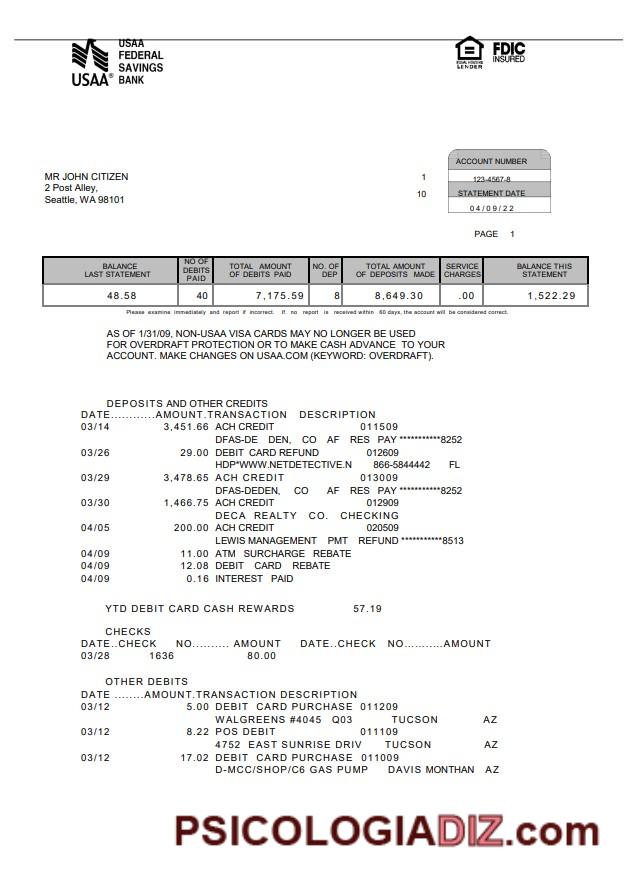 USAA
FEDERAL
SAVINGS
BANK
USAA®
EQUAL HOUSING
LENDER
FDIC
INSURED
ACCOUNT NUMBER
123-4567-8
STATEMENT DATE
04/09/22
MR JOHN CITIZEN
2 Post Alley,
Seattle, WA 98101
1
10
PAGE 1
BALANCE LAST STATEMENT NO OF DEBITS PAID TOTAL AMOUNT OF DEBITS PAID NO. OF DEP TOTAL AMOUNT OF DEPOSITS MADE SERVICE CHARGES BALANCE THIS STATEMENT
48.58 40 7,175.59 8 8,649.30 .00 1,522.29
Please examine immediately and report if incorrect. If. no report is received within 60 days, the account will be considered correct.
AS OF 1/31/09, NON-USAA VISA CARDS MAY NO LONGER BE USED
FOR OVERDRAFT PROTECTION OR TO MAKE CASH ADVANCE TO YOUR
ACCOUNT. MAKE CHANGES ON USAA.COM (KEYWORD: OVERDRAFT).
DEPOSITS AND OTHER CREDITS
DATE............AMOUNT.TRANSACTION DESCRIPTION
03/14 3,451.66 ACH CREDIT 011509
DFAS-DE DEN, CO AF RES PAY ***********8252
03/26 29.00 DEBIT CARD REFUND 012609
HDP*WWW.NETDETECTIVE.N 866-5844442 FL
03/29 3,478.65 ACH CREDIT 013009
DFAS-DEDEN, CO AF RES PAY ***********8252
03/30 1,466.75 ACH CREDIT 012909
DECA REALTY CO. CHECKING
04/05 200.00 ACH CREDIT 020509
LEWIS MANAGEMENT PMT REFUND ***********8513
04/09 11.00 ATM SURCHARGE REBATE
04/09 12.08 DEBIT CARD REBATE
04/09 0.16 INTEREST PAID
YTD DEBIT CARD CASH REWARDS 57.19
CHECKS
DATE..CHECK NO.......... AMOUNT DATE..CHECK NO..........AMOUNT
03/28 1636 80.00
OTHER DEBITS
DATE ........AMOUNT.TRANSACTION DESCRIPTION
03/12 5.00 DEBIT CARD PURCHASE 011209
WALGREENS #4045 Q03 TUCSON AZ
03/12 8.22 POS DEBIT 011109
4752 EAST SUNRISE DRIV TUCSON AZ
03/12 17.02 DEBIT CARD PURCHASE 011009
D-MCC/SHOP/C6 GAS PUMP DAVIS MONTHAN AZ
PSICOLOGIADIZ.com